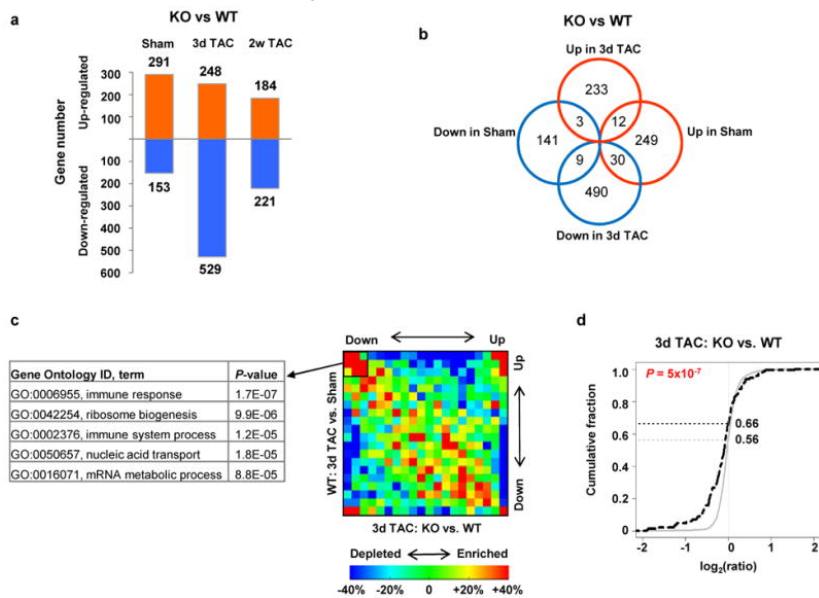 a
KO vs WT
Sham 3d TAC 2w TAC
291 248 184
300
200
100
100
200
300
400
500
600
Gene number
Up-regulated
Down-regulated
153 529 221
b
KO vs WT
Up in 3d TAC
233
Down in Sham
3 12
141 249
Up in Sham
9 30
490
Down in 3d TAC
c
Gene Ontology ID, term P-value
GO:0006955, immune response 1.7E-07
GO:0042254, ribosome biogenesis 9.9E-06
GO:0002376, immune system process 1.2E-05
GO:0050657, nucleic acid transport 1.8E-05
GO:0016071, mRNA metabolic process 8.8E-05
Down Up
Up
Down
WT: 3d TAC vs. Sham
3d TAC: KO vs. WT
Depleted Enriched
-40% -20% 0 +20% +40%
d
3d TAC: KO vs. WT
P = 5x10⁻⁷
1.0
0.8
0.6
0.4
0.2
0
0.66
0.56
Cumulative fraction
-2 -1 0 1 2
log₂(ratio)